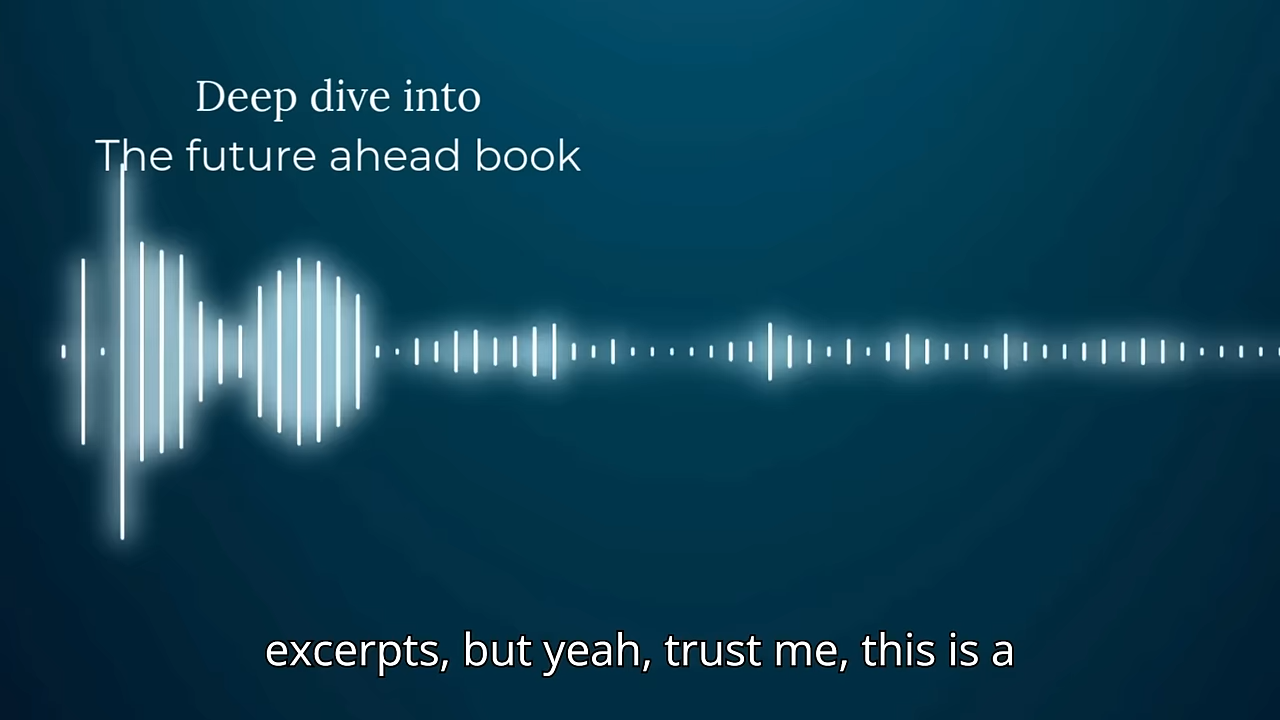 Deep dive into
The future ahead book
excerpts, but yeah, trust me, this is a